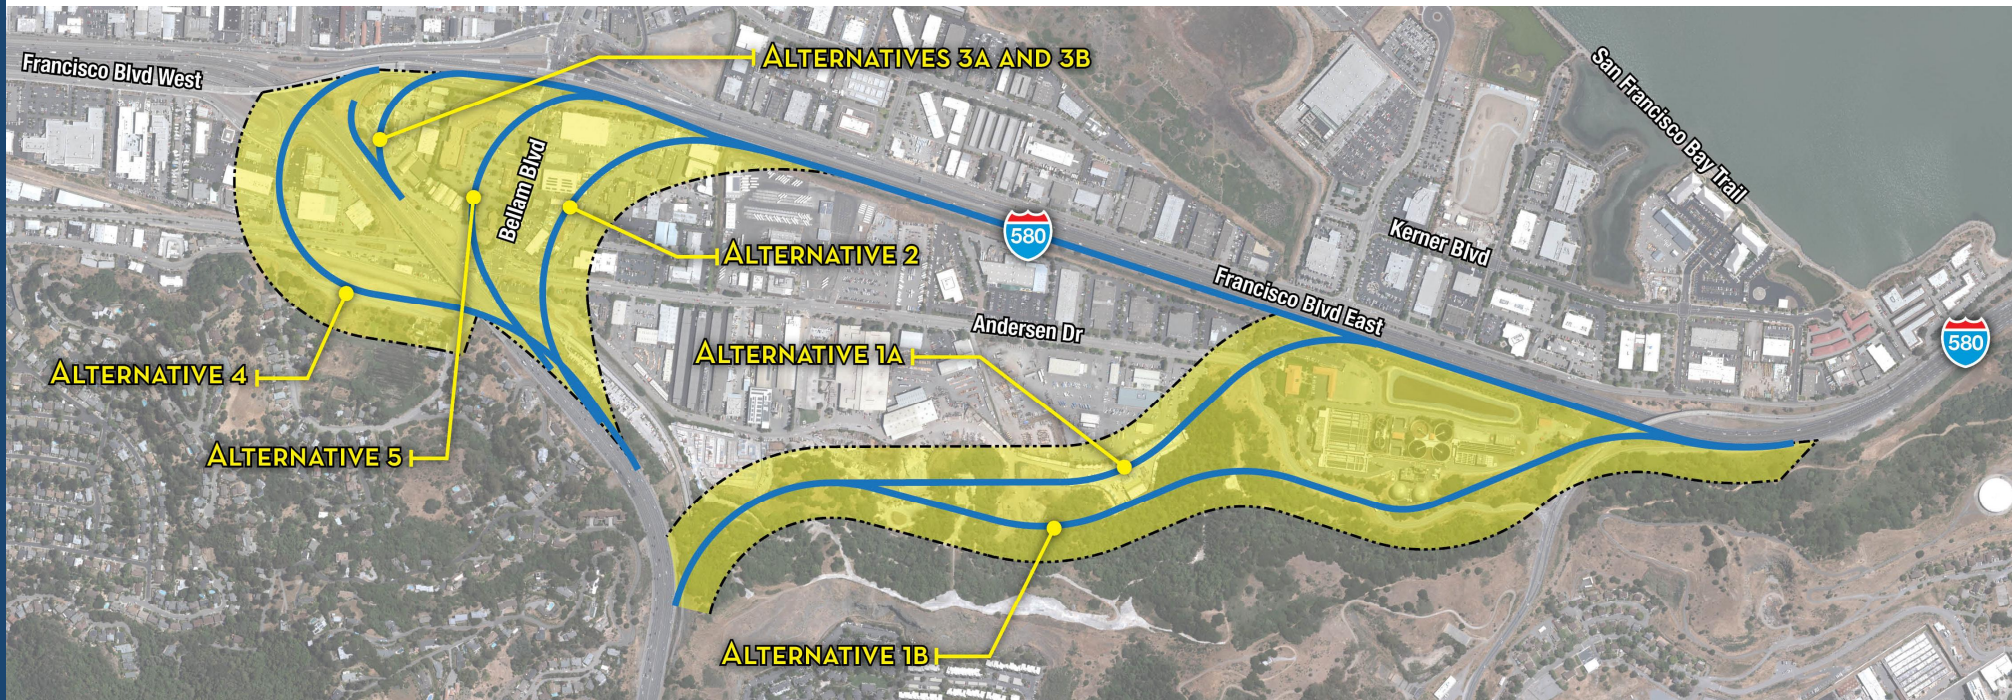 ALTERNATIVES 3A AND 3B
Francisco Blvd West
San Francisco Bay Trail
Bellam Blvd
580
Kerner Blvd
ALTERNATIVE 2
Francisco Blvd East
Andersen Dr
580
ALTERNATIVE 1A
ALTERNATIVE 4
ALTERNATIVE 5
ALTERNATIVE 1B